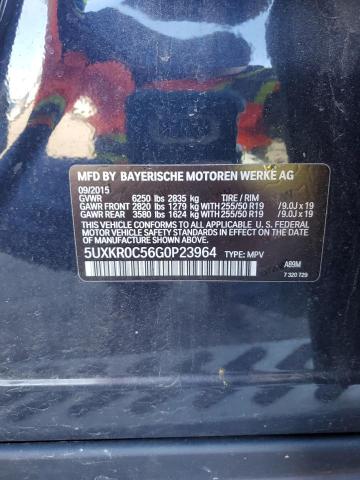 MFD BY BAYERISCHE MOTOREN WERKE AG
09/2015
GVWR 6250 lbs 2835 kg TIRE / RIM
GAWR FRONT 2820 lbs 1279 kg 255/50 R19 / 9.0J x 19
GAWR REAR 3580 lbs 1624 kg 255/50 R19 / 9.0J x 19
THIS VEHICLE CONFORMS TO ALL APPLICABLE U. S. FEDERAL
MOTOR VEHICLE SAFETY STANDARDS IN EFFECT ON THE
DATE OF MANUFACTURE SHOWN ABOVE.
5UXKR0C56G0P23964 TYPE: MPV
A89M
7 320 729